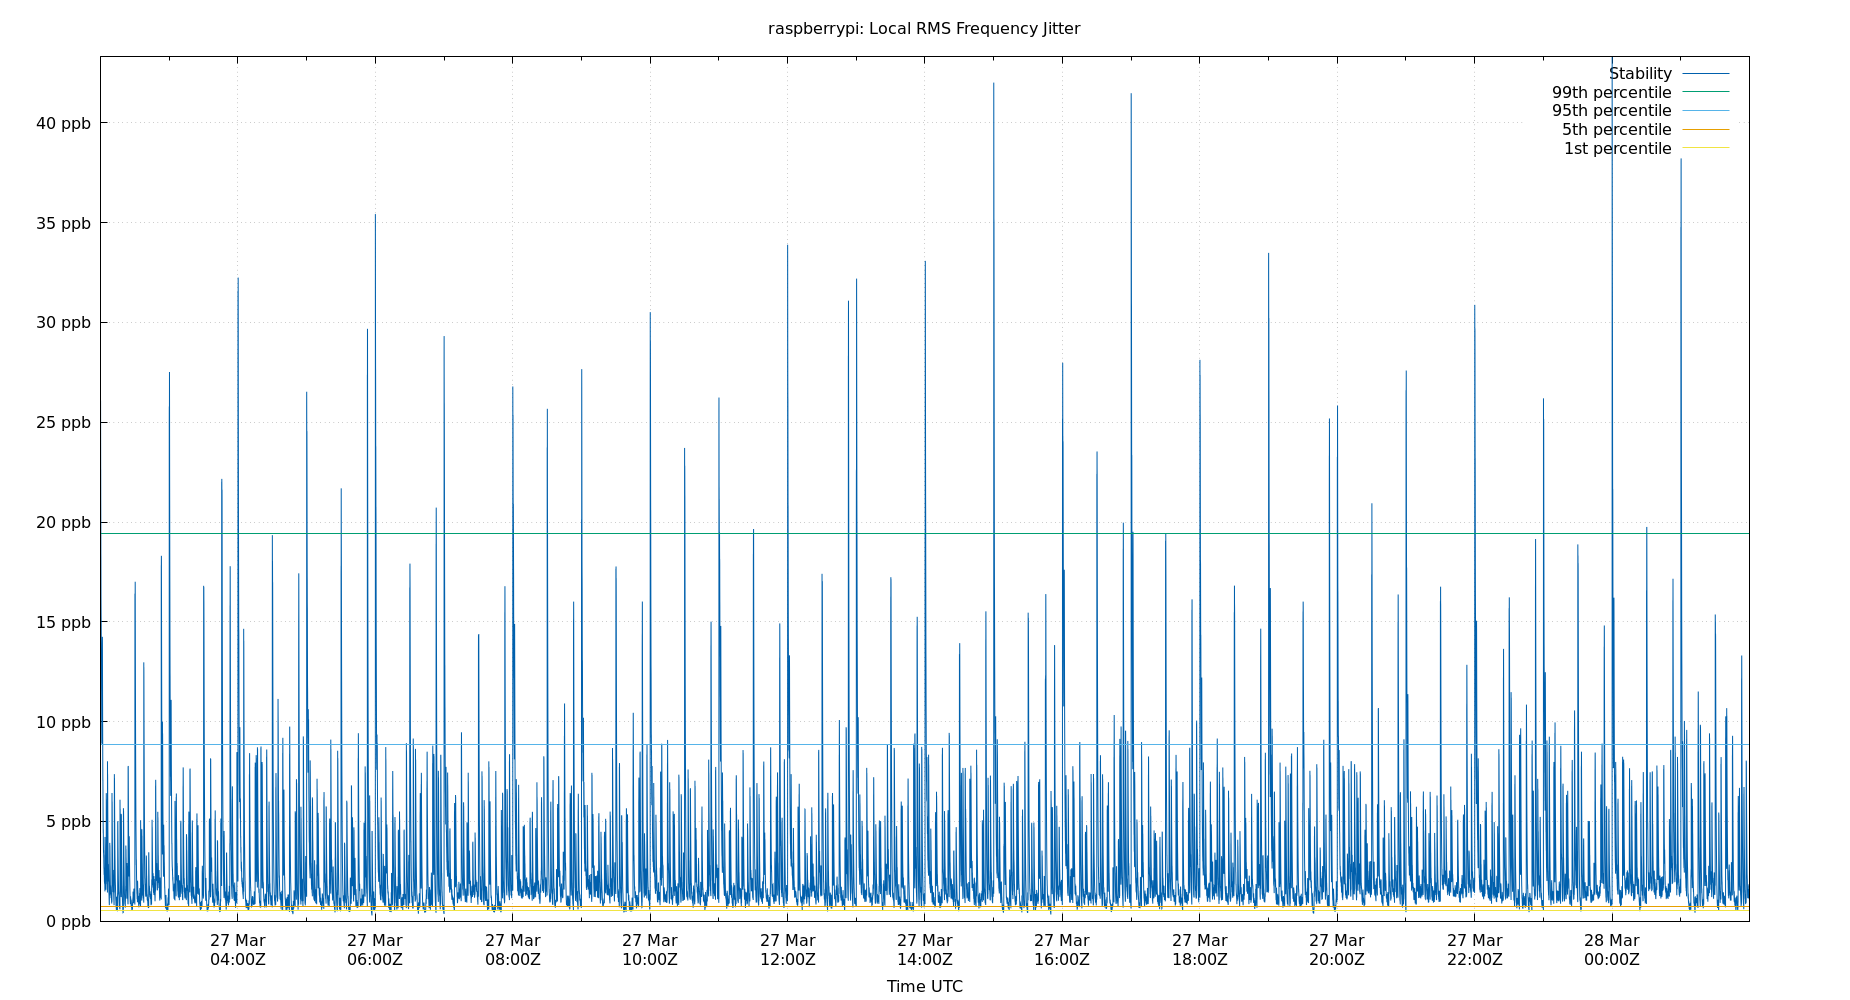 raspberrypi: Local RMS Frequency Jitter
Stability
99th percentile
95th percentile
5th percentile
1st percentile
40 ppb
35 ppb
30 ppb
25 ppb
20 ppb
15 ppb
10 ppb
5 ppb
0 ppb
27 Mar 27 Mar 27 Mar 27 Mar 27 Mar 27 Mar 27 Mar 27 Mar 27 Mar 27 Mar 28 Mar
04:00Z 06:00Z 08:00Z 10:00Z 12:00Z 14:00Z 16:00Z 18:00Z 20:00Z 22:00Z 00:00Z
Time UTC